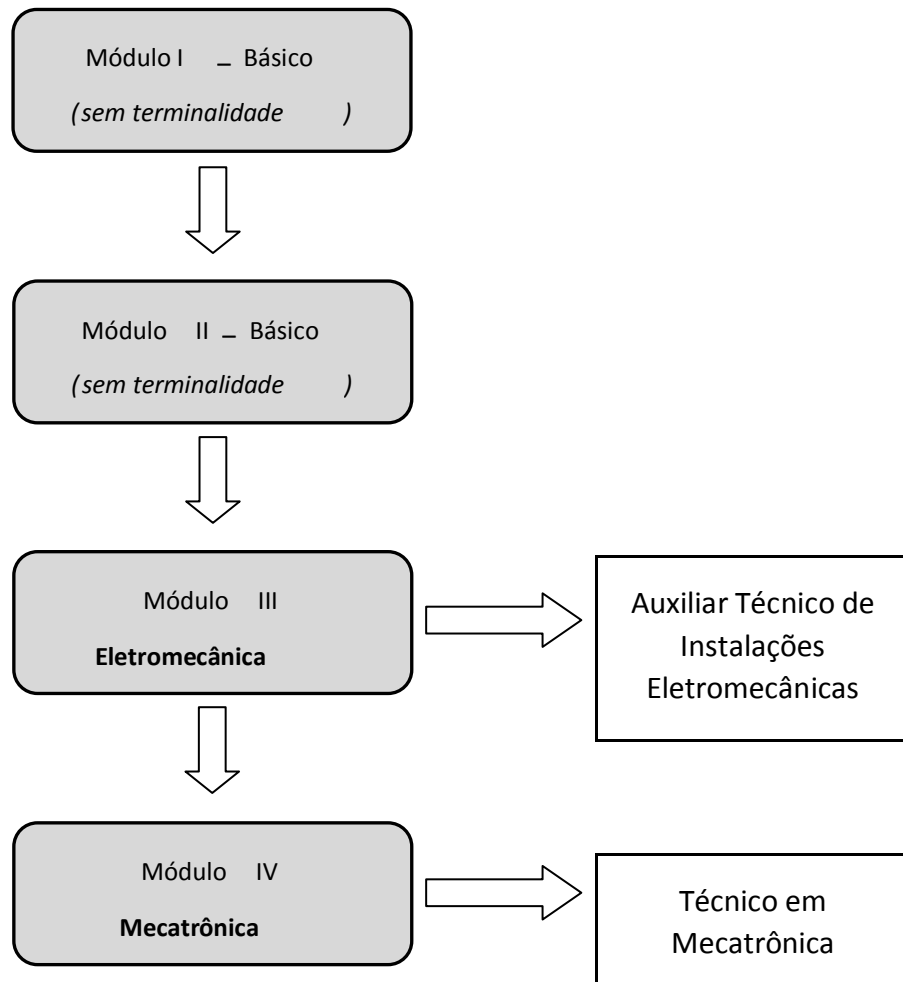 Módulo I – Básico
(sem terminalidade )
Módulo II – Básico
(sem terminalidade )
Módulo III
Eletromecânica
Auxiliar Técnico de
Instalações
Eletromecânicas
Módulo IV
Mecatrônica
Técnico em
Mecatrônica